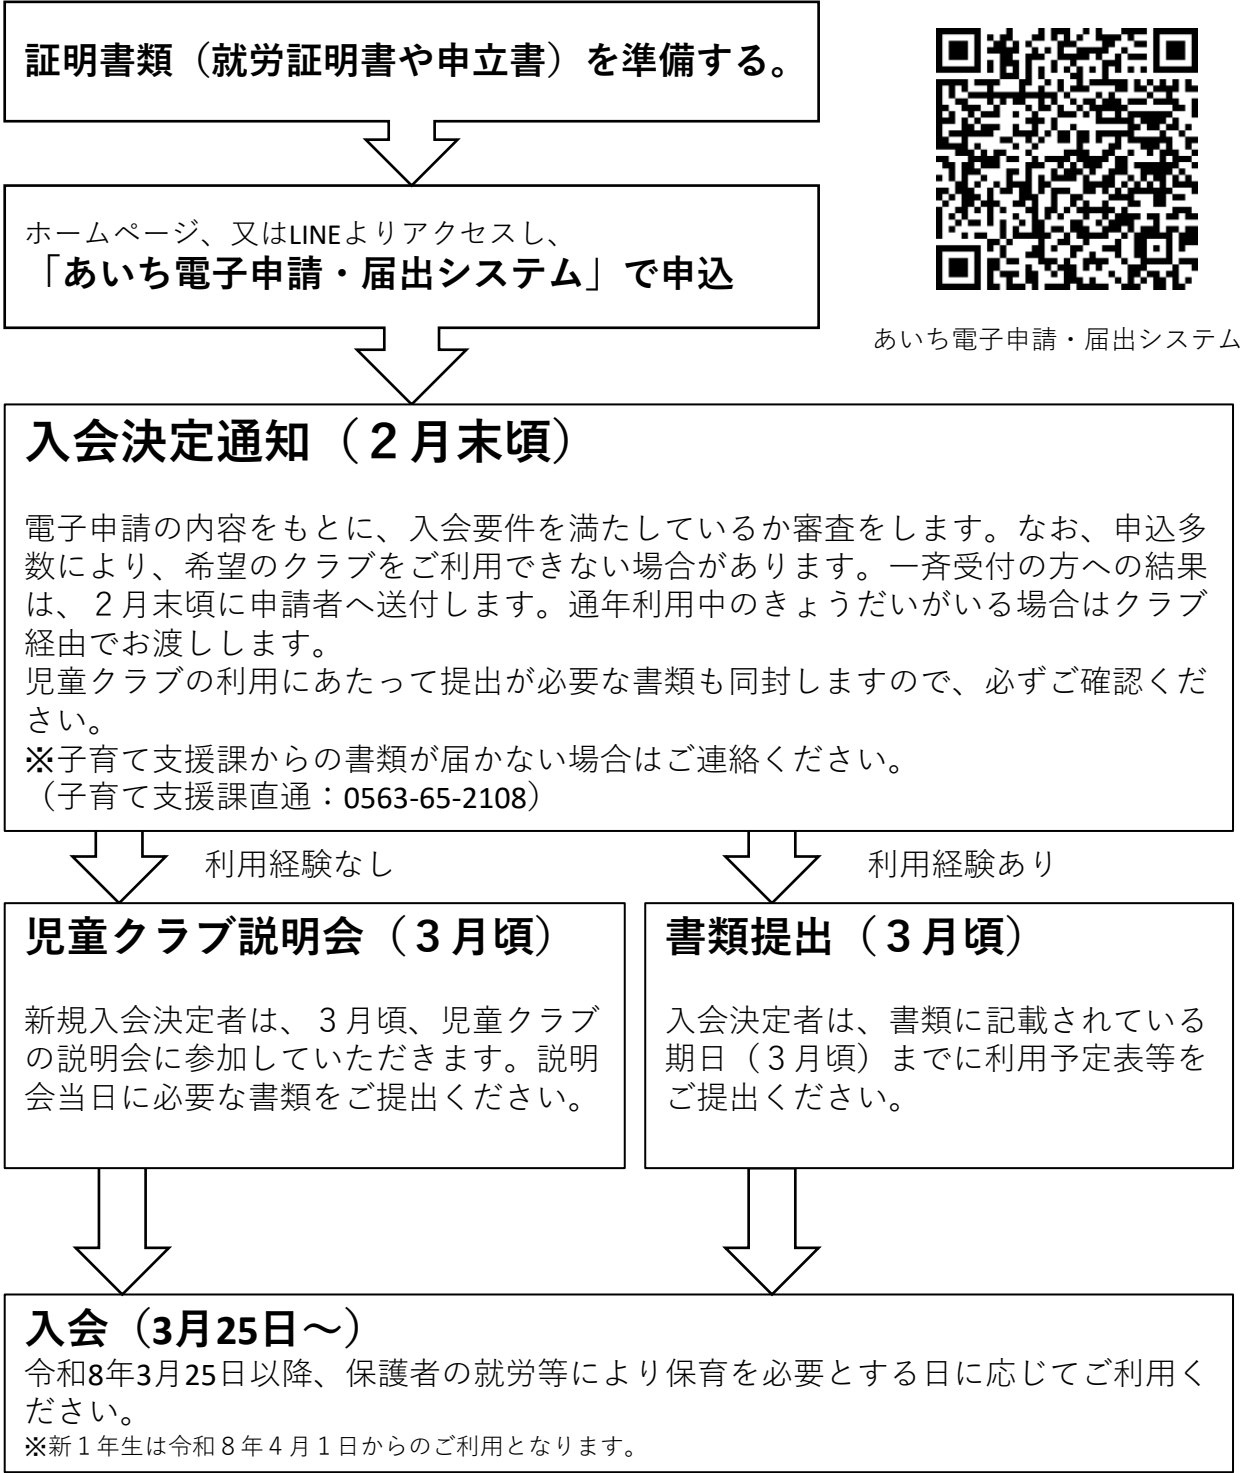 証明書類（就労証明書や申立書）を準備する。
ホームページ、又はLINEよりアクセスし、
「あいち電子申請・届出システム」で申込
あいち電子申請・届出システム
入会決定通知（２月末頃）
電子申請の内容をもとに、入会要件を満たしているか審査をします。なお、申込多
数により、希望のクラブをご利用できない場合があります。一斉受付の方への結果
は、２月末頃に申請者へ送付します。通年利用中のきょうだいがいる場合はクラブ
経由でお渡しします。
児童クラブの利用にあたって提出が必要な書類も同封しますので、必ずご確認くだ
さい。
※子育て支援課からの書類が届かない場合はご連絡ください。
（子育て支援課直通：0563-65-2108）
利用経験なし
利用経験あり
児童クラブ説明会（３月頃）
新規入会決定者は、３月頃、児童クラブ
の説明会に参加していただきます。説明
会当日に必要な書類をご提出ください。
書類提出（３月頃）
入会決定者は、書類に記載されている
期日（３月頃）までに利用予定表等を
ご提出ください。
入会（3月25日～）
令和8年3月25日以降、保護者の就労等により保育を必要とする日に応じてご利用く
ださい。
※新１年生は令和８年４月１日からのご利用となります。